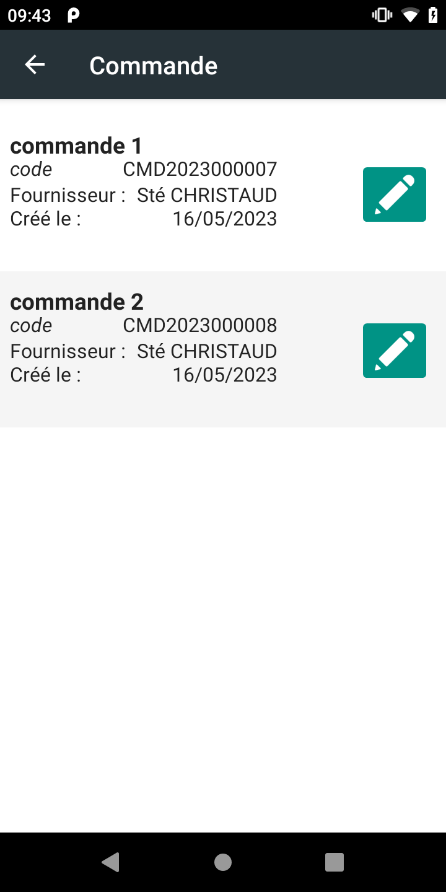 09:43
Commande
commande 1
code CMD2023000007
Fournisseur : Sté CHRISTAUD
Créé le : 16/05/2023
commande 2
code CMD2023000008
Fournisseur : Sté CHRISTAUD
Créé le : 16/05/2023